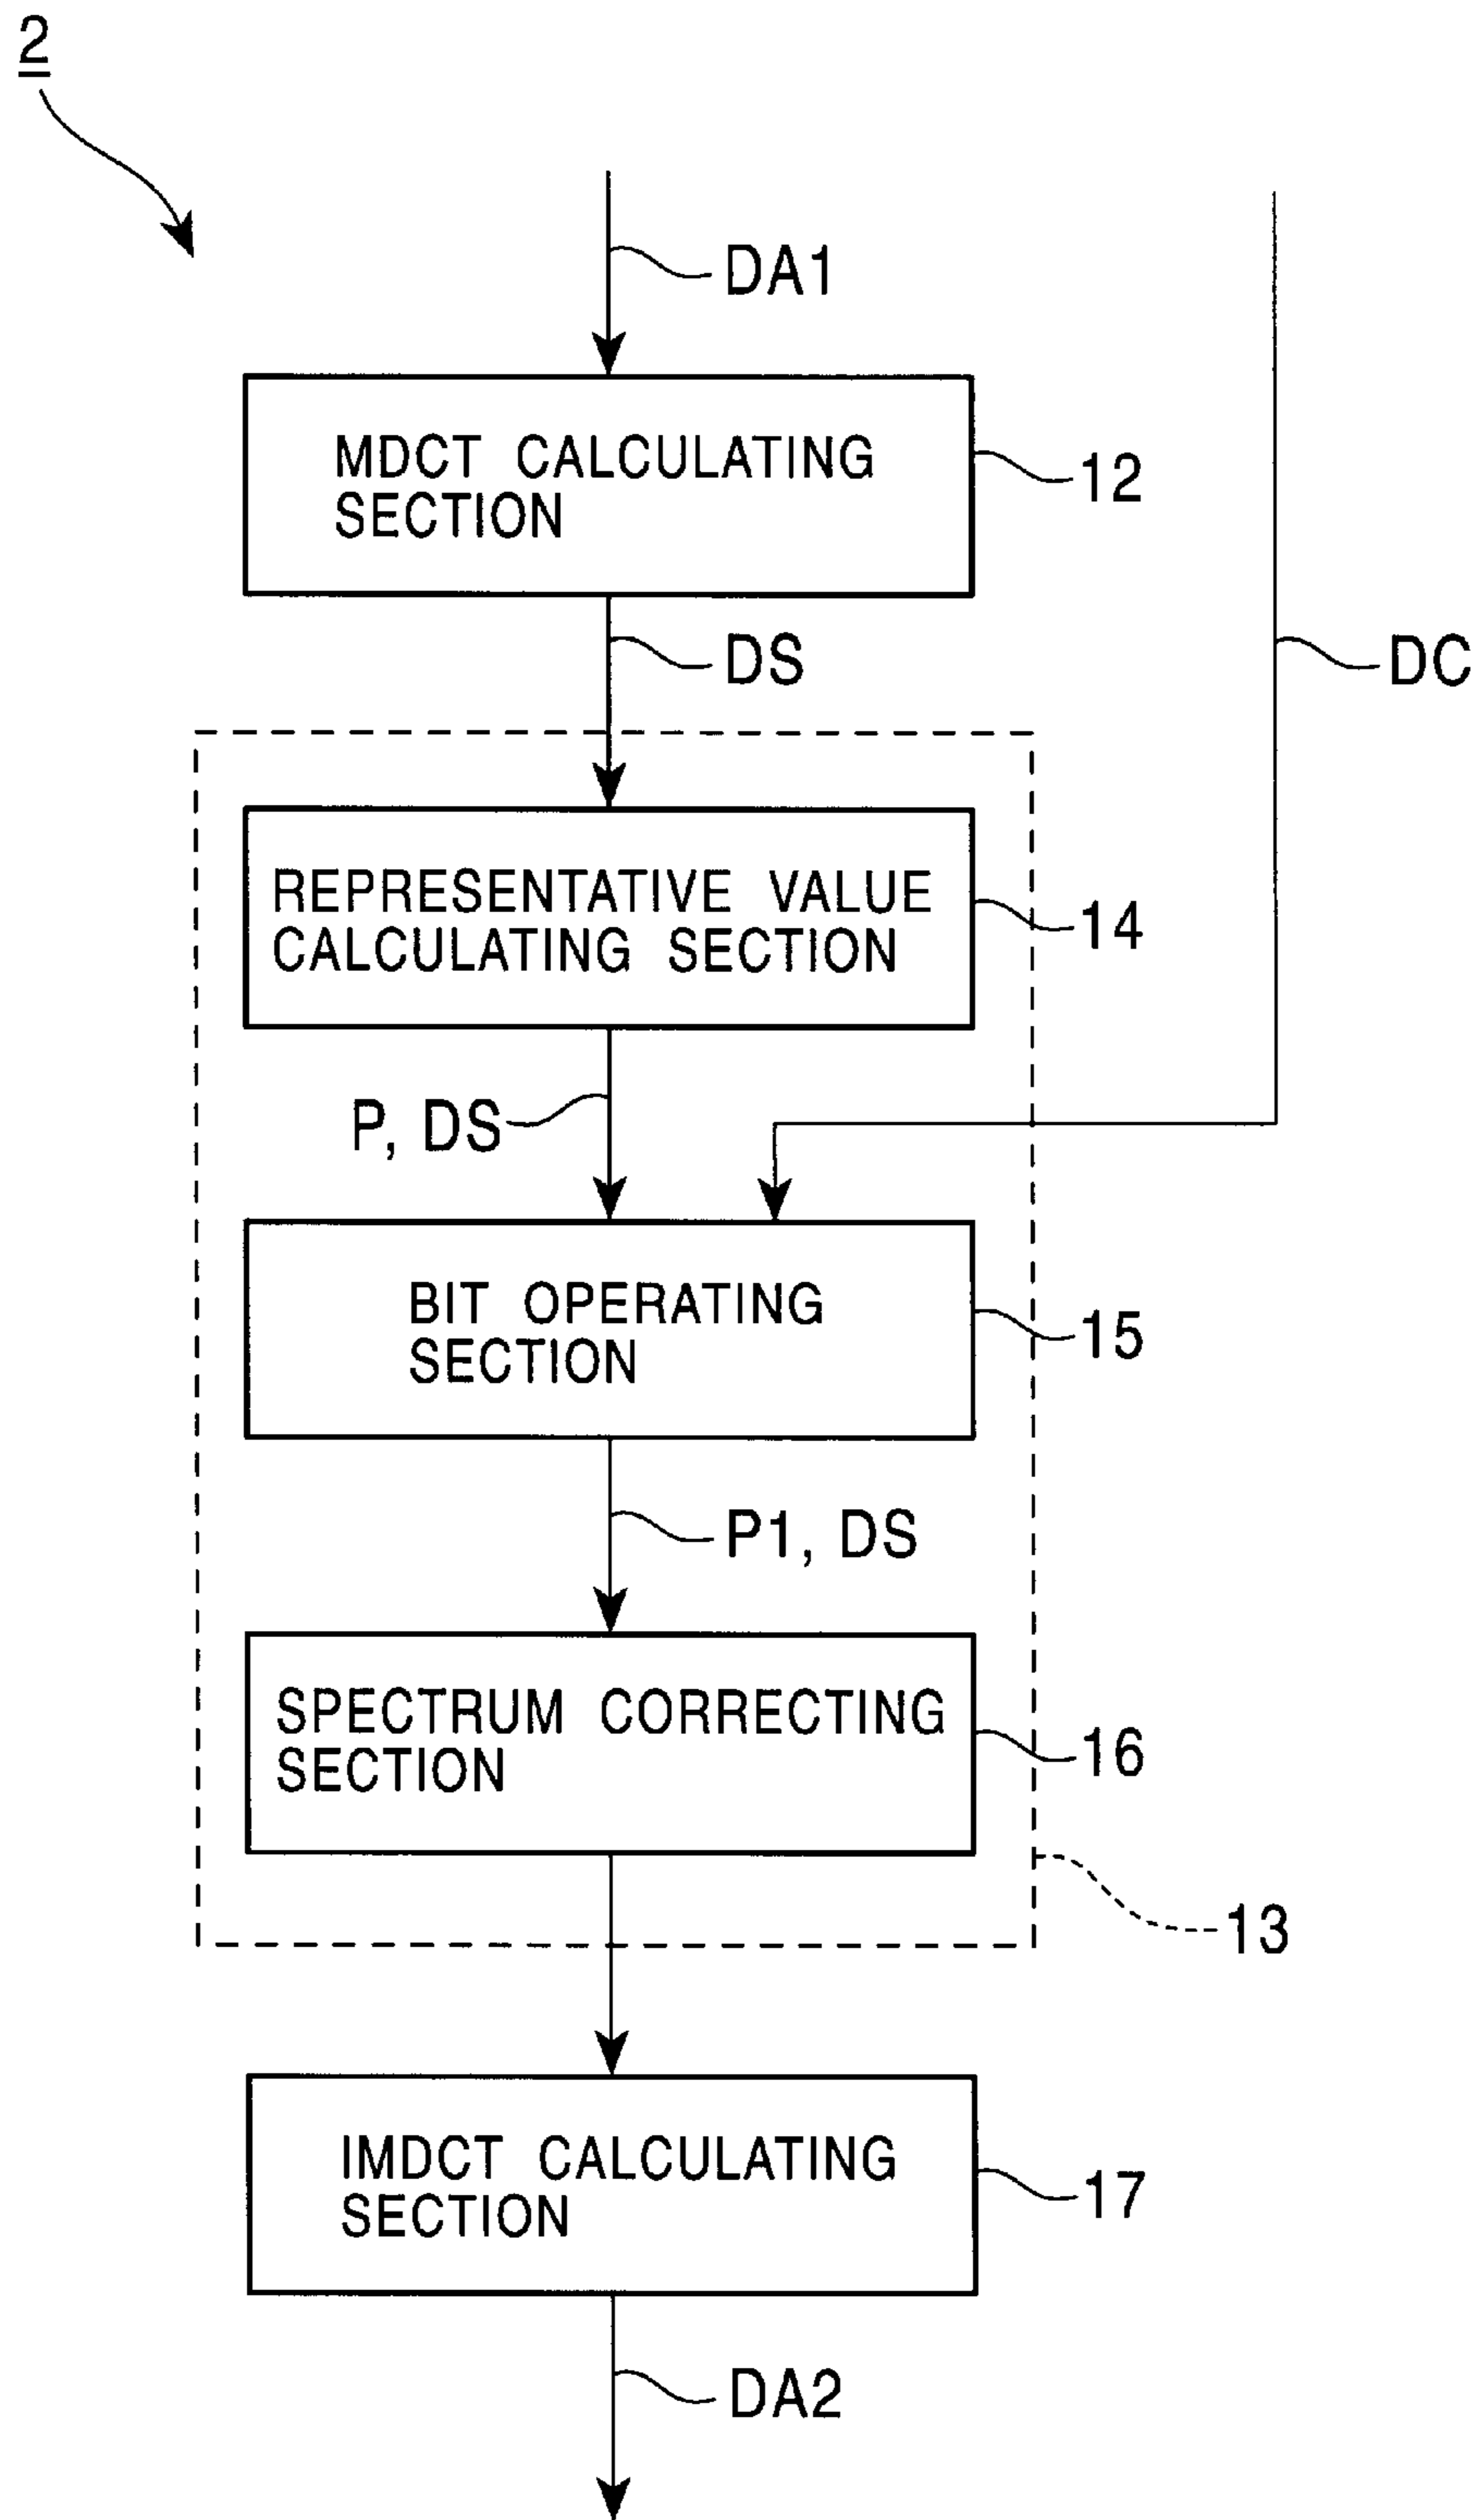 2
DA1
MDCT CALCULATING
SECTION
12
DS
DC
REPRESENTATIVE VALUE
CALCULATING SECTION
14
P, DS
BIT OPERATING
SECTION
15
P1, DS
SPECTRUM CORRECTING
SECTION
16
13
IMDCT CALCULATING
SECTION
17
DA2